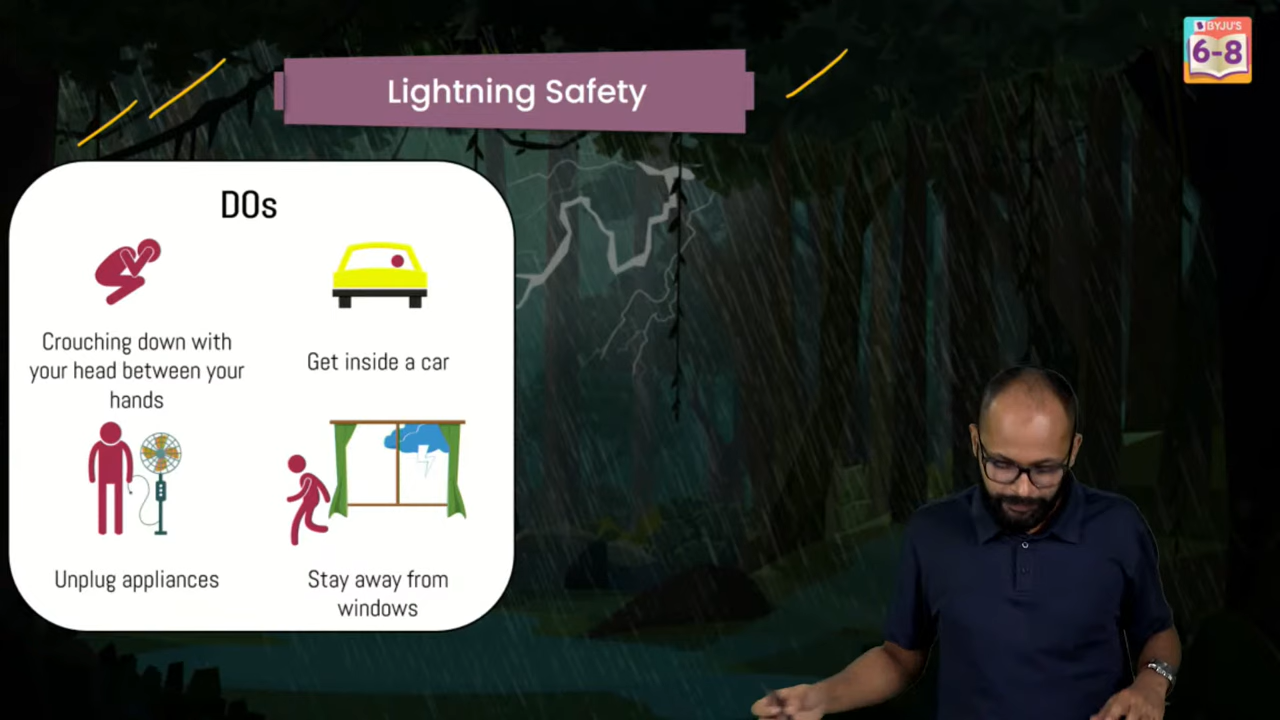 BYJU'S
6-8
Lightning Safety
DOs
Crouching down with
your head between your
hands
Get inside a car
Unplug appliances
Stay away from
windows